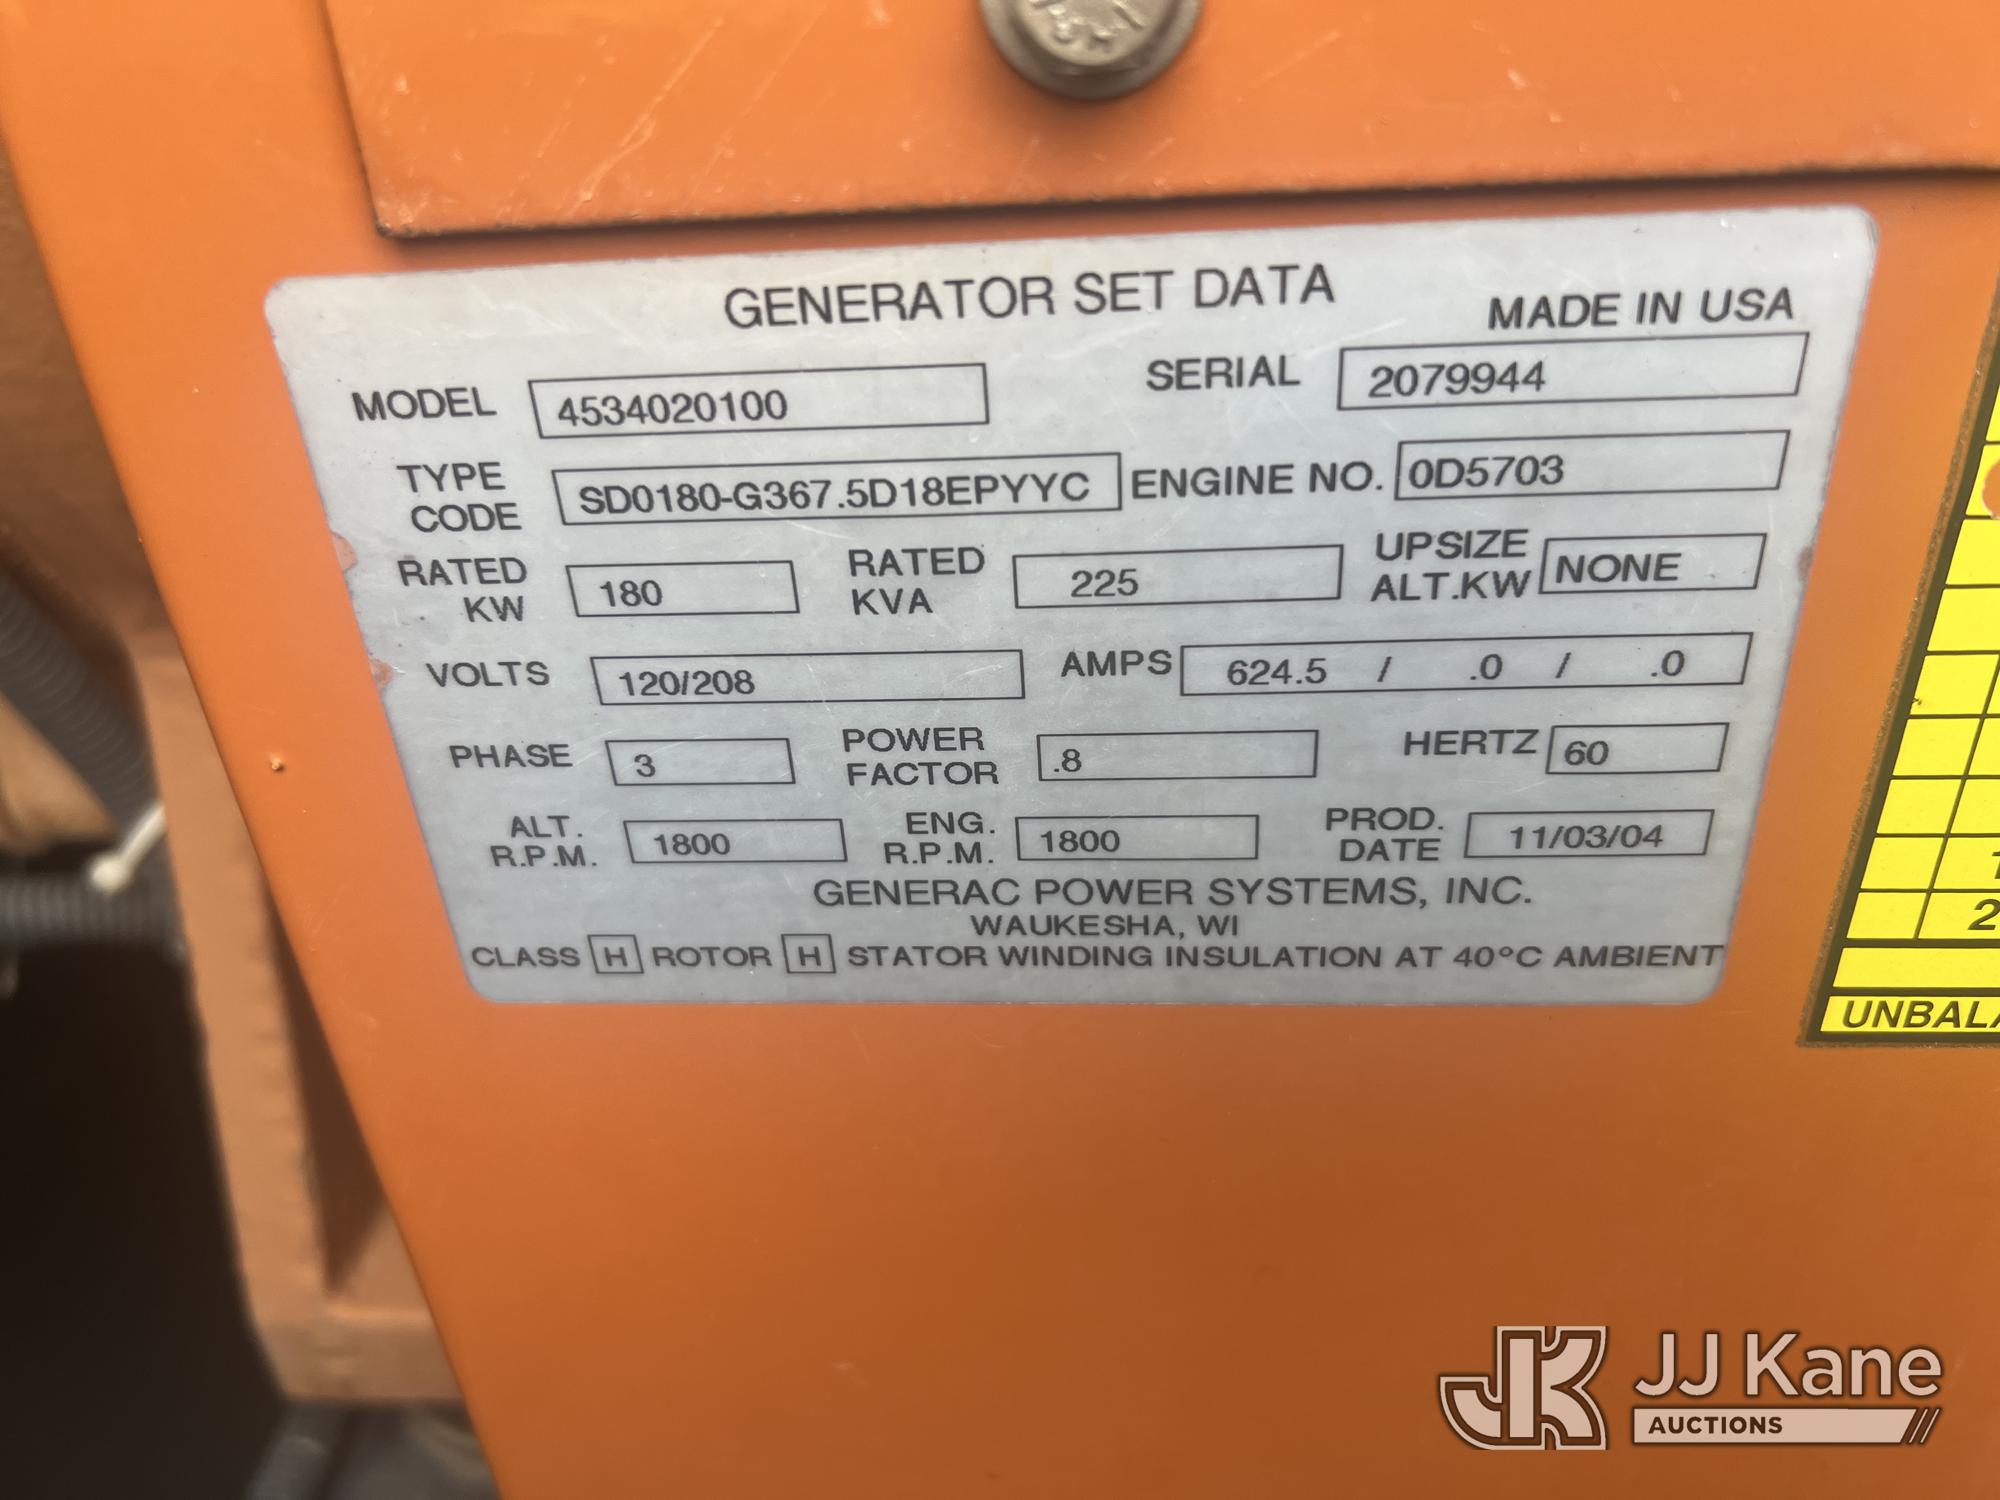 GENERATOR SET DATA
MADE IN USA
MODEL 4534020100 SERIAL 2079944
TYPE CODE SD0180-G367.5D18EPYYC ENGINE NO. 0D5703
RATED KW 180 RATED KVA 225 UPSIZE ALT.KW NONE
VOLTS 120/208 AMPS 624.5 / .0 / .0
PHASE 3 POWER FACTOR .8 HERTZ 60
ALT. R.P.M. 1800 ENG. R.P.M. 1800 PROD. DATE 11/03/04
GENERAC POWER SYSTEMS, INC.
WAUKESHA, WI
CLASS H ROTOR H STATOR WINDING INSULATION AT 40°C AMBIENT
JK JJ Kane
AUCTIONS